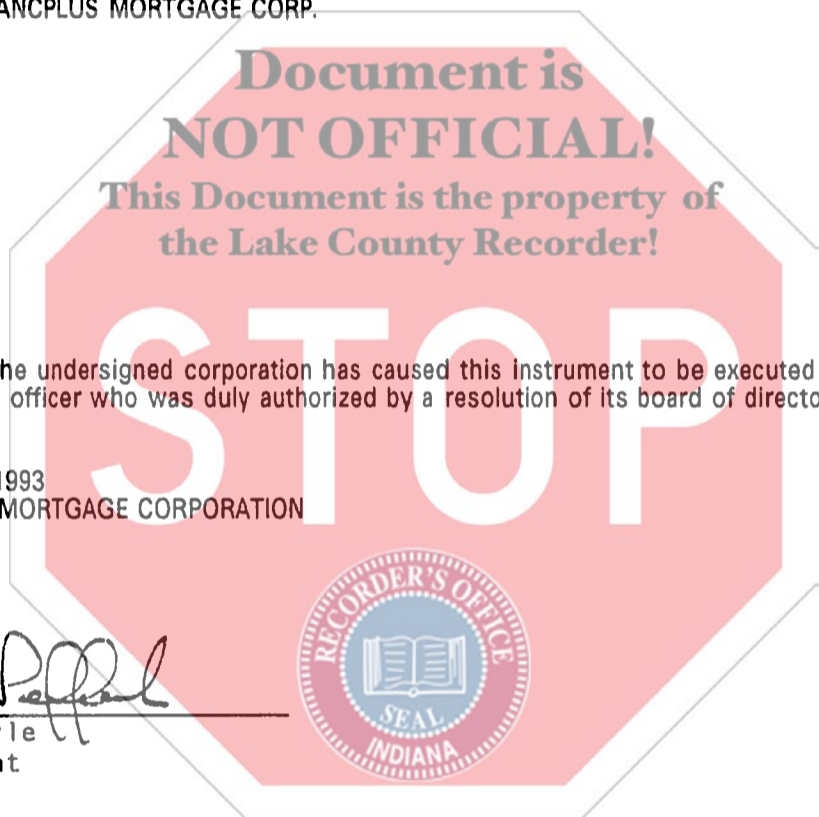 ANCPLUS MORTGAGE CORP.
Document is
NOT OFFICIAL!
This Document is the property of
the Lake County Recorder!
STOP
he undersigned corporation has caused this instrument to be executed
officer who was duly authorized by a resolution of its board of directo
1993
MORTGAGE CORPORATION
RECORDER'S OFFICE
SEAL
INDIANA
le
t